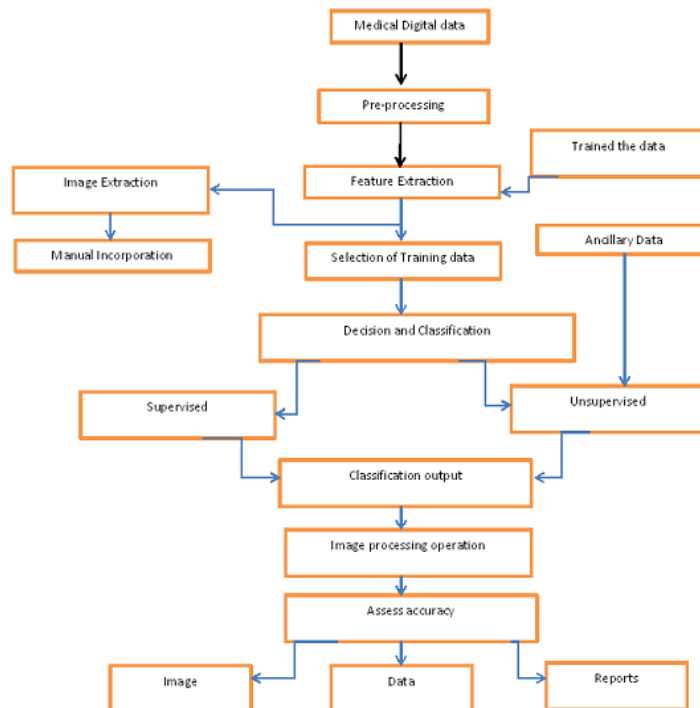 Medical Digital data
Pre-processing
Trained the data
Image Extraction
Feature Extraction
Ancillary Data
Manual Incorporation
Selection of Training data
Decision and Classification
Supervised
Unsupervised
Classification output
Image processing operation
Assess accuracy
Image
Data
Reports